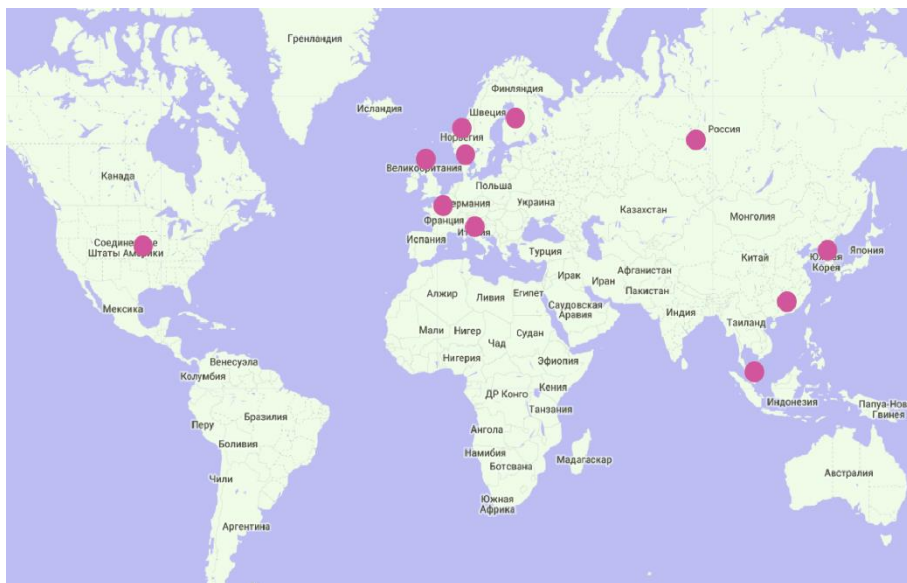 Гренландия
Финляндия
Исландия
Швеция
Норвегия
Россия
Великобритания
Канада
Польша
Германия
Украина
Франция
Казахстан
Монголия
Соединенные
Штаты Америки
Испания
Италия
Турция
Китай
Южная
Корея
Япония
Ирак
Иран
Афганистан
Пакистан
Алжир
Ливия
Египет
Саудовская
Аравия
Индия
Мексика
Таиланд
Мали
Нигер
Чад
Судан
Венесуэла
Колумбия
Нигерия
Эфиопия
ДР Конго
Кения
Танзания
Индонезия
Папуа-Нов
Гвинея
Перу
Бразилия
Боливия
Ангола
Намибия
Ботсвана
Мадагаскар
Чили
Австралия
Южная
Африка
Аргентина